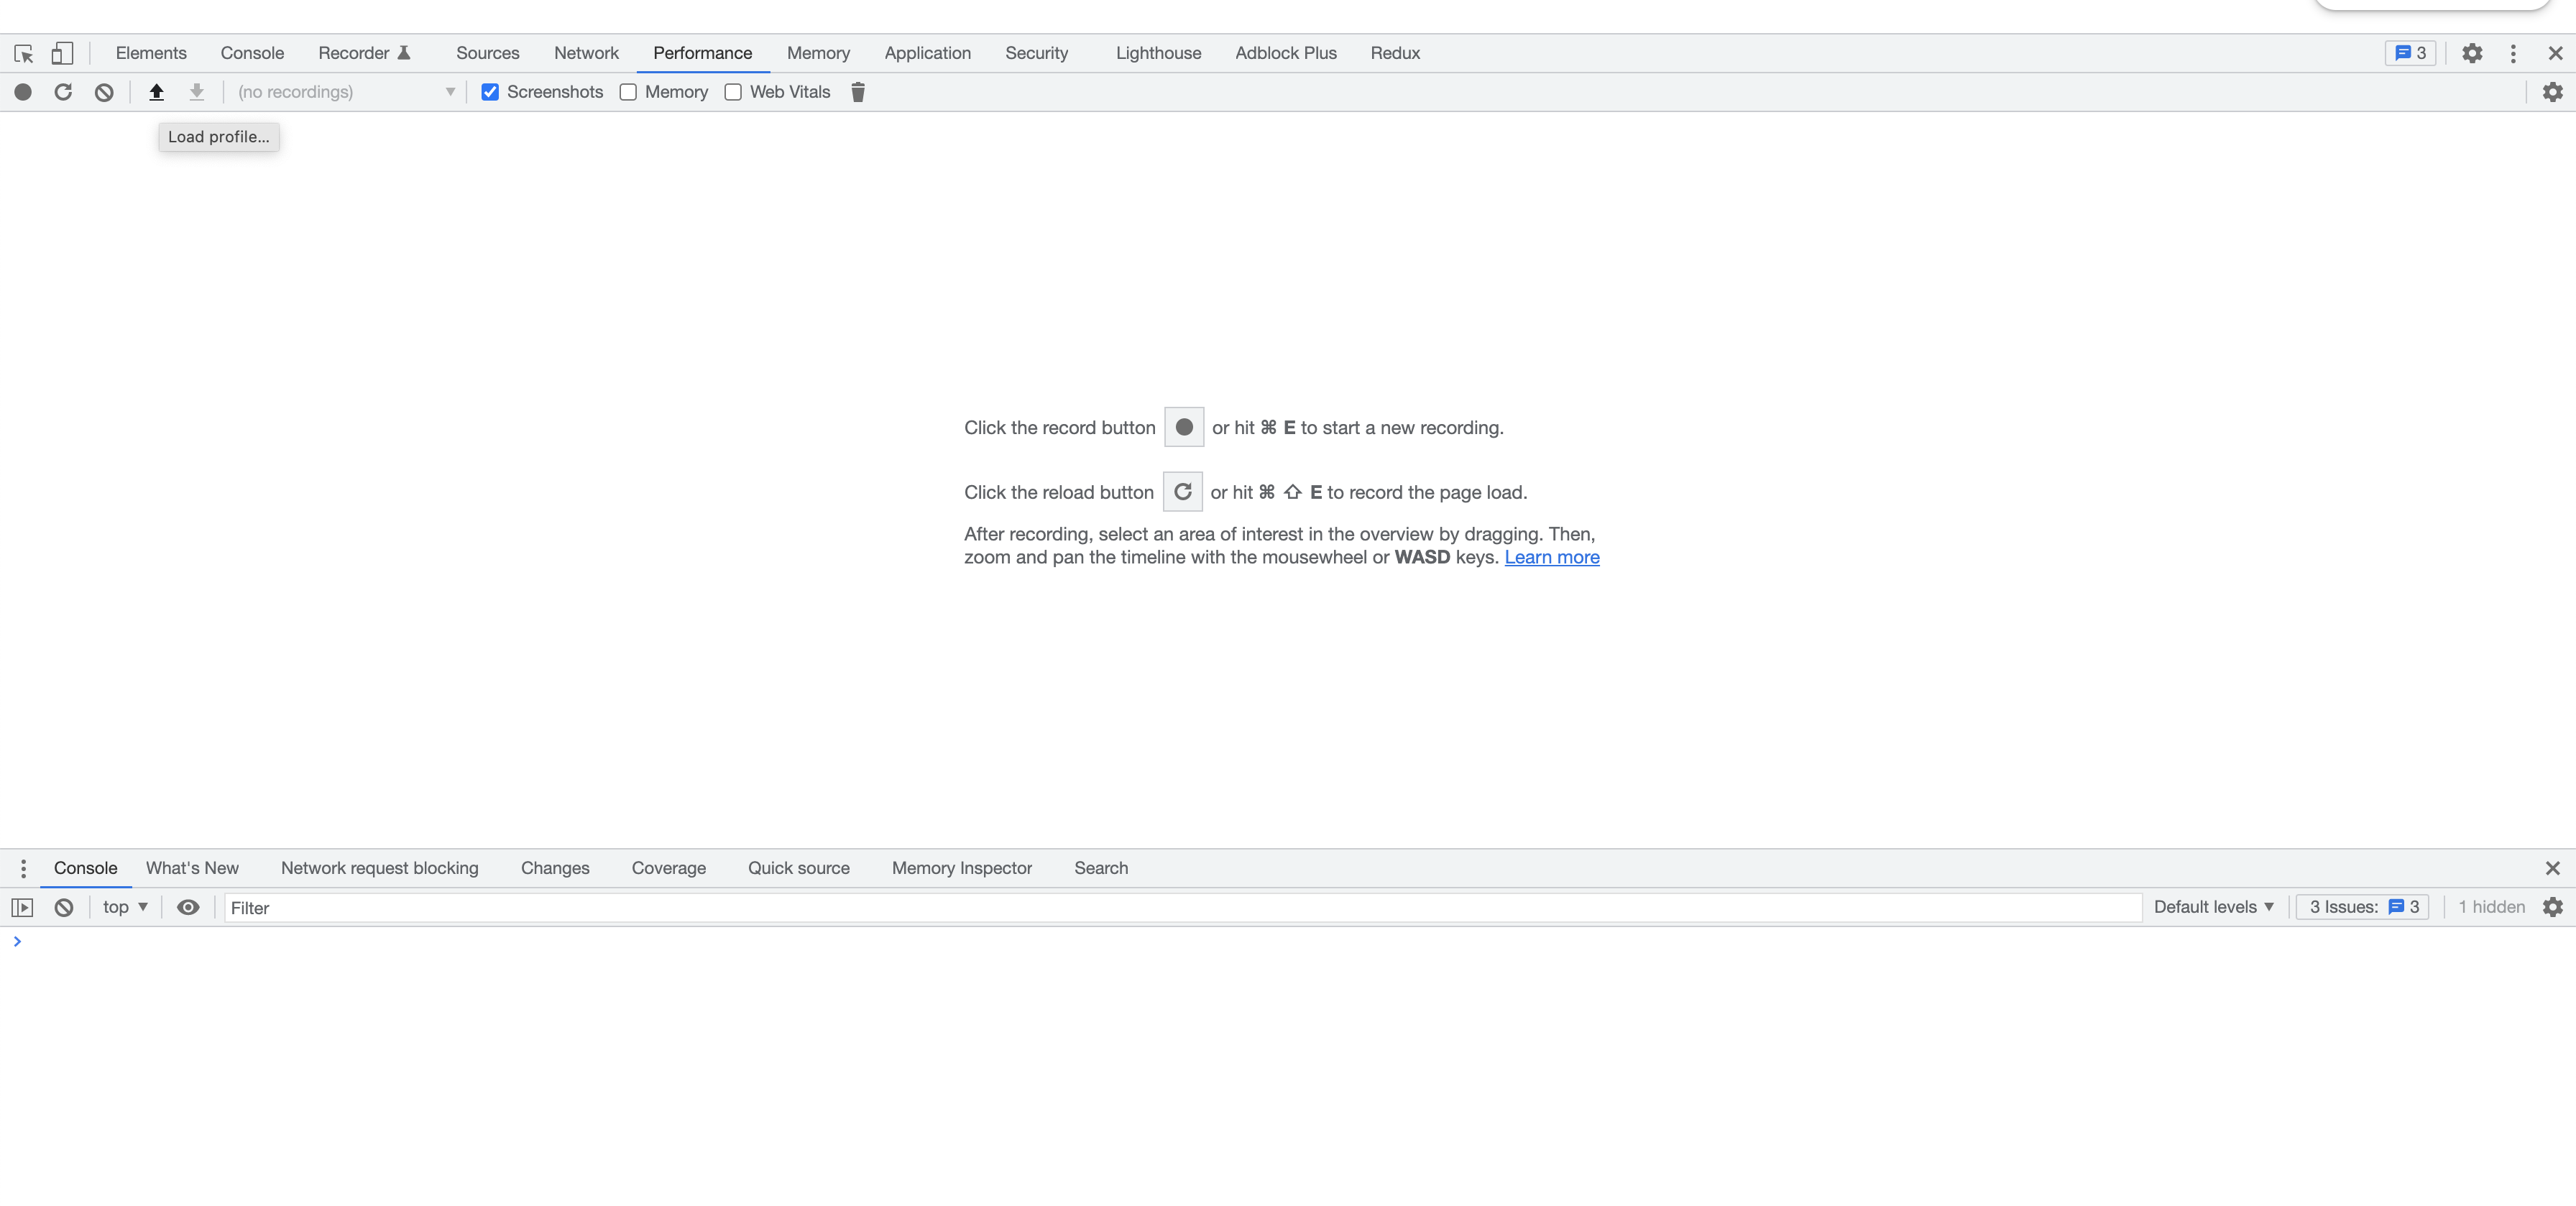 Elements Console Recorder Sources Network Performance Memory Application Security Lighthouse Adblock Plus Redux 3
(no recordings) Screenshots Memory Web Vitals
Load profile...
Click the record button or hit ⌘ E to start a new recording.
Click the reload button or hit ⌘ ⇧ E to record the page load.
After recording, select an area of interest in the overview by dragging. Then,
zoom and pan the timeline with the mousewheel or WASD keys. Learn more
Console What's New Network request blocking Changes Coverage Quick source Memory Inspector Search
top Filter Default levels 3 Issues: 3 1 hidden